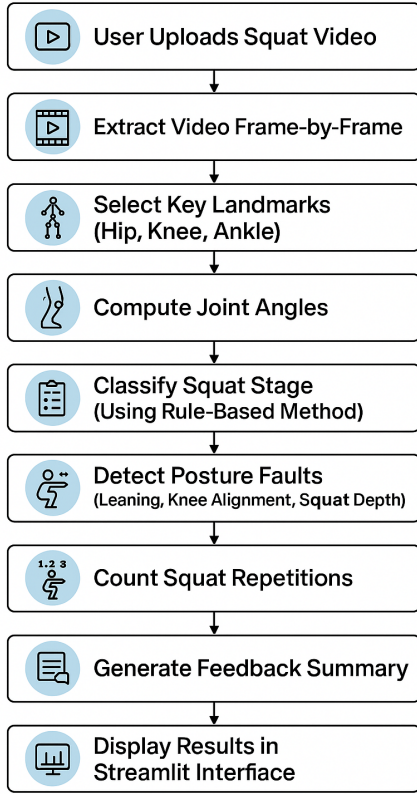 User Uploads Squat Video
Extract Video Frame-by-Frame
Select Key Landmarks
(Hip, Knee, Ankle)
Compute Joint Angles
Classify Squat Stage
(Using Rule-Based Method)
Detect Posture Faults
(Leaning, Knee Alignment, Squat Depth)
1.2 3
Count Squat Repetitions
Generate Feedback Summary
Display Results in
Streamlit Interfiace